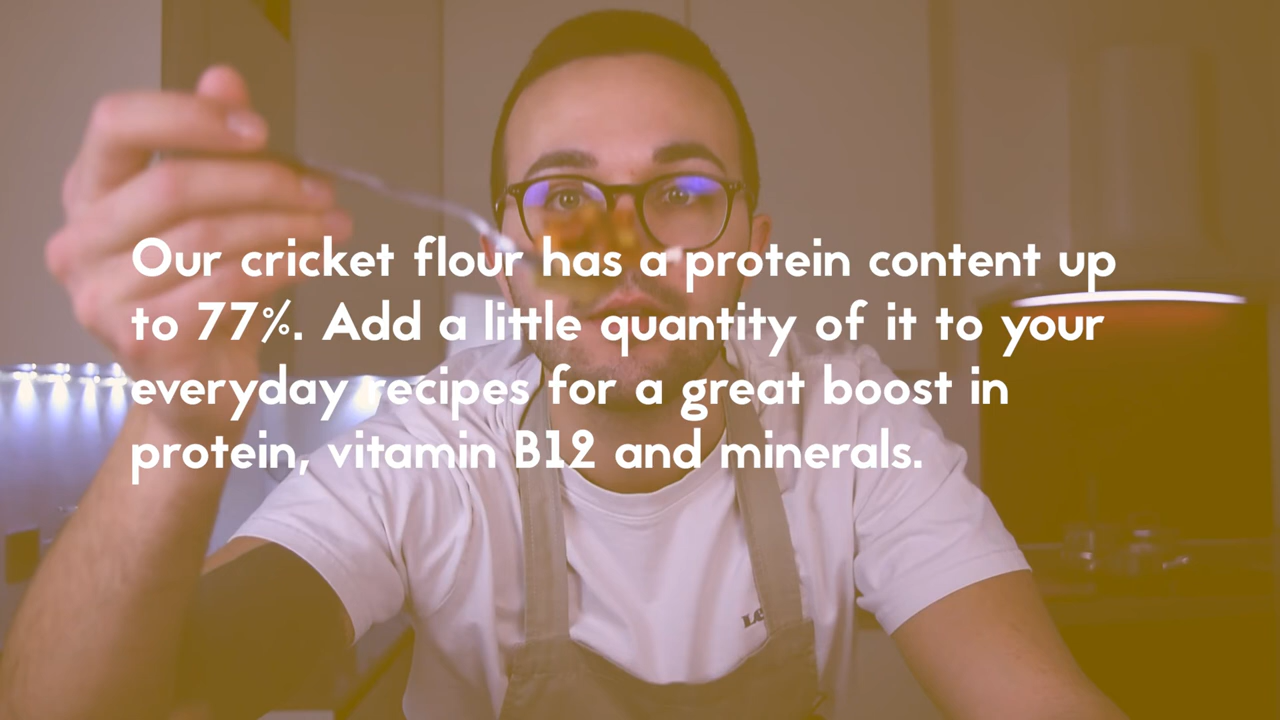 Our cricket flour has a protein content up
to 77%. Add a little quantity of it to your
everyday recipes for a great boost in
protein, vitamin B12 and minerals.